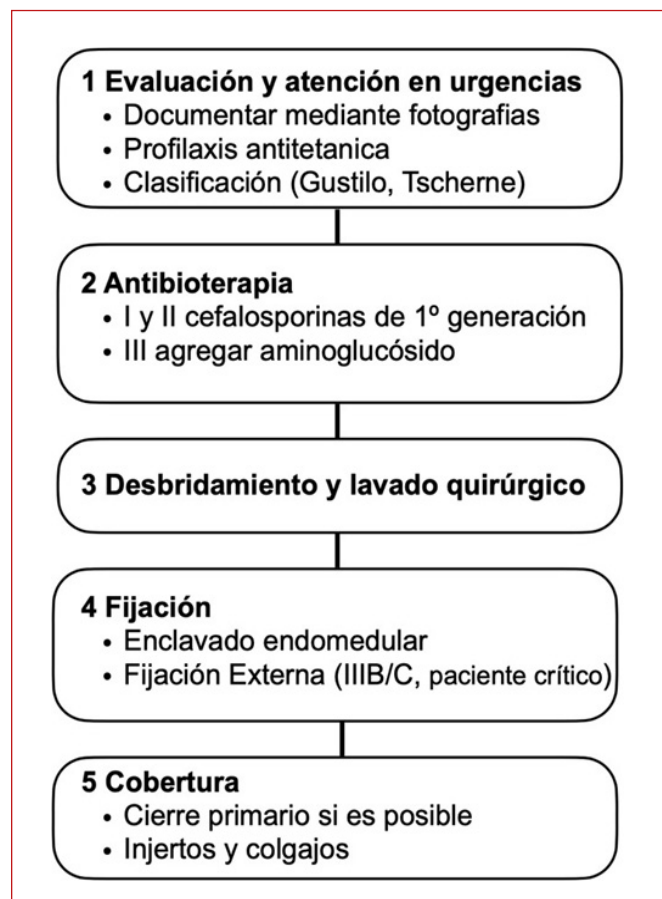 1 Evaluación y atención en urgencias
• Documentar mediante fotografias
• Profilaxis antitetanica
• Clasificación (Gustilo, Tscherne)
2 Antibioterapia
• I y II cefalosporinas de 1º generación
• III agregar aminoglucósido
3 Desbridamiento y lavado quirúrgico
4 Fijación
• Enclavado endomedular
• Fijación Externa (IIIB/C, paciente crítico)
5 Cobertura
• Cierre primario si es posible
• Injertos y colgajos